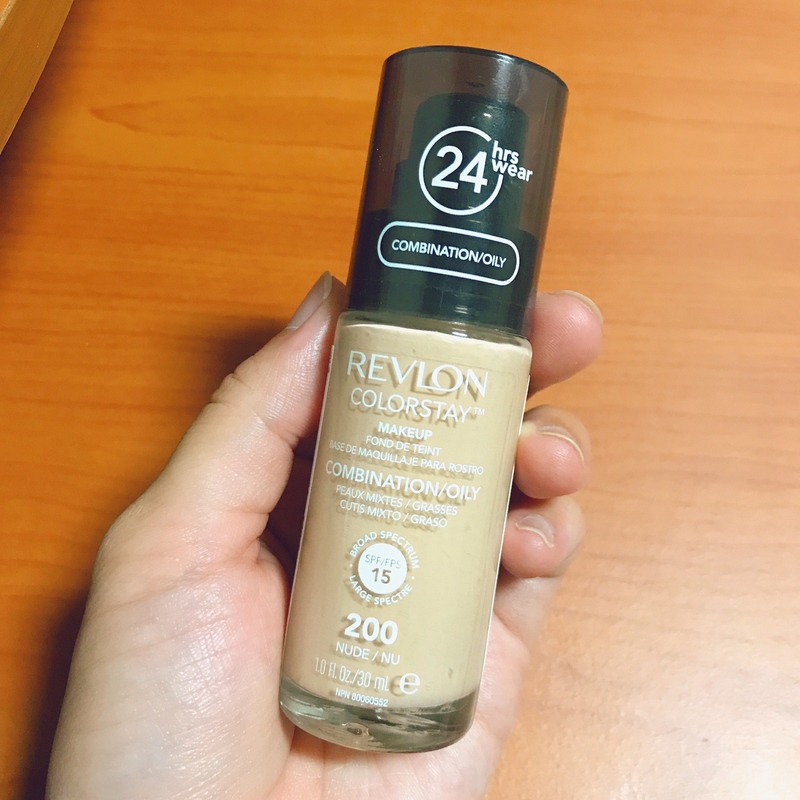 24 hrs
wear
COMBINATION/OILY
REVLON
COLORSTAY™
MAKEUP
FOND DE TEINT
BASE DE MAQUILLAJE PARA ROSTRO
COMBINATION/OILY
PEAUX MIXTES / GRASSES
CUTIS MIXTO / GRASO
BROAD SPECTRUM
SPF/FPS
15
LARGE SPECTRE
200
NUDE / NU
1.0 fl. Oz./30 mL e
NPN 80060552